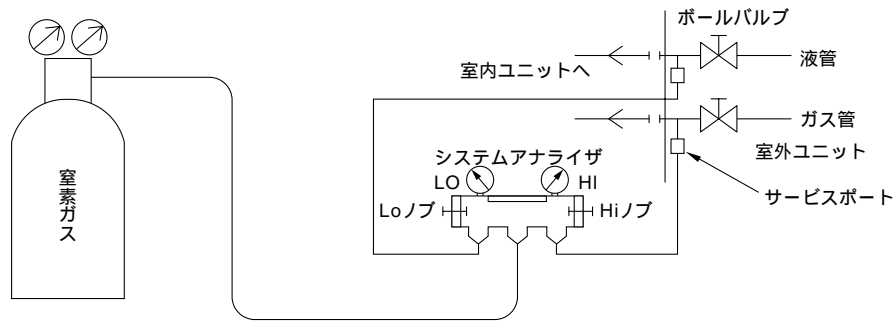 ボールバルブ
液管
室内ユニットへ
ガス管
室外ユニット
サービスポート
システムアナライザ
LO
HI
Loノブ
Hiノブ
窒素ガス